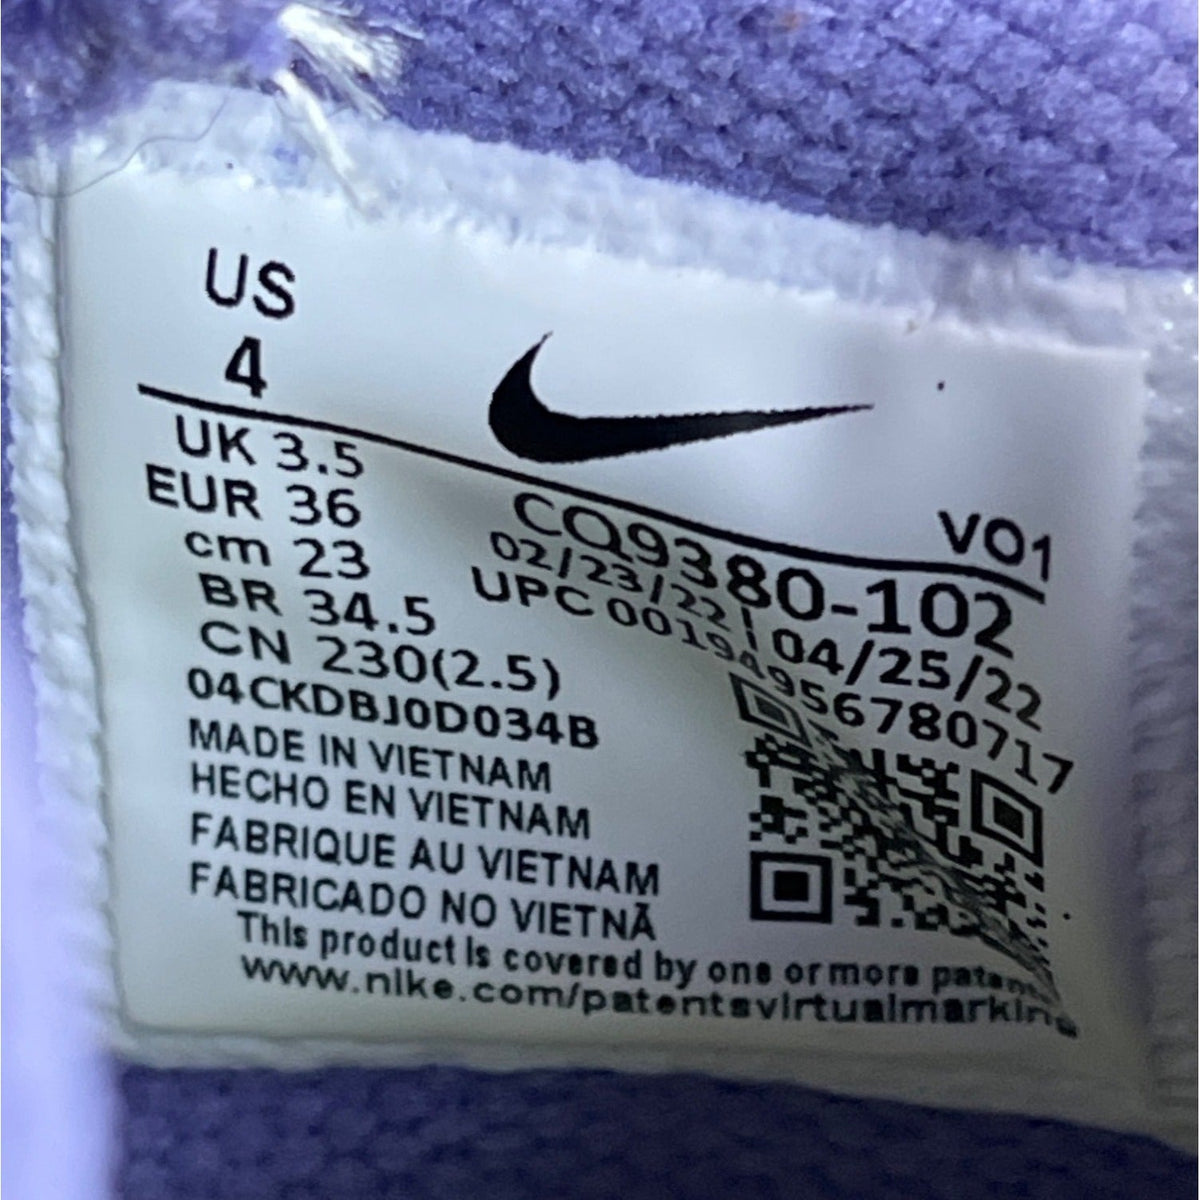 US
4
VO1
UK 3.5
EUR 36
cm 23
BR 34.5
CN 230(2.5)
04CKDBJ0D034B
CQ9380-102
02/23/22 | 04/25/22
UPC 00194956780717
MADE IN VIETNAM
HECHO EN VIETNAM
FABRIQUE AU VIETNAM
FABRICADO NO VIETNÃ
This product is covered by one or more
www.nike.com/patentsvirtualmarking